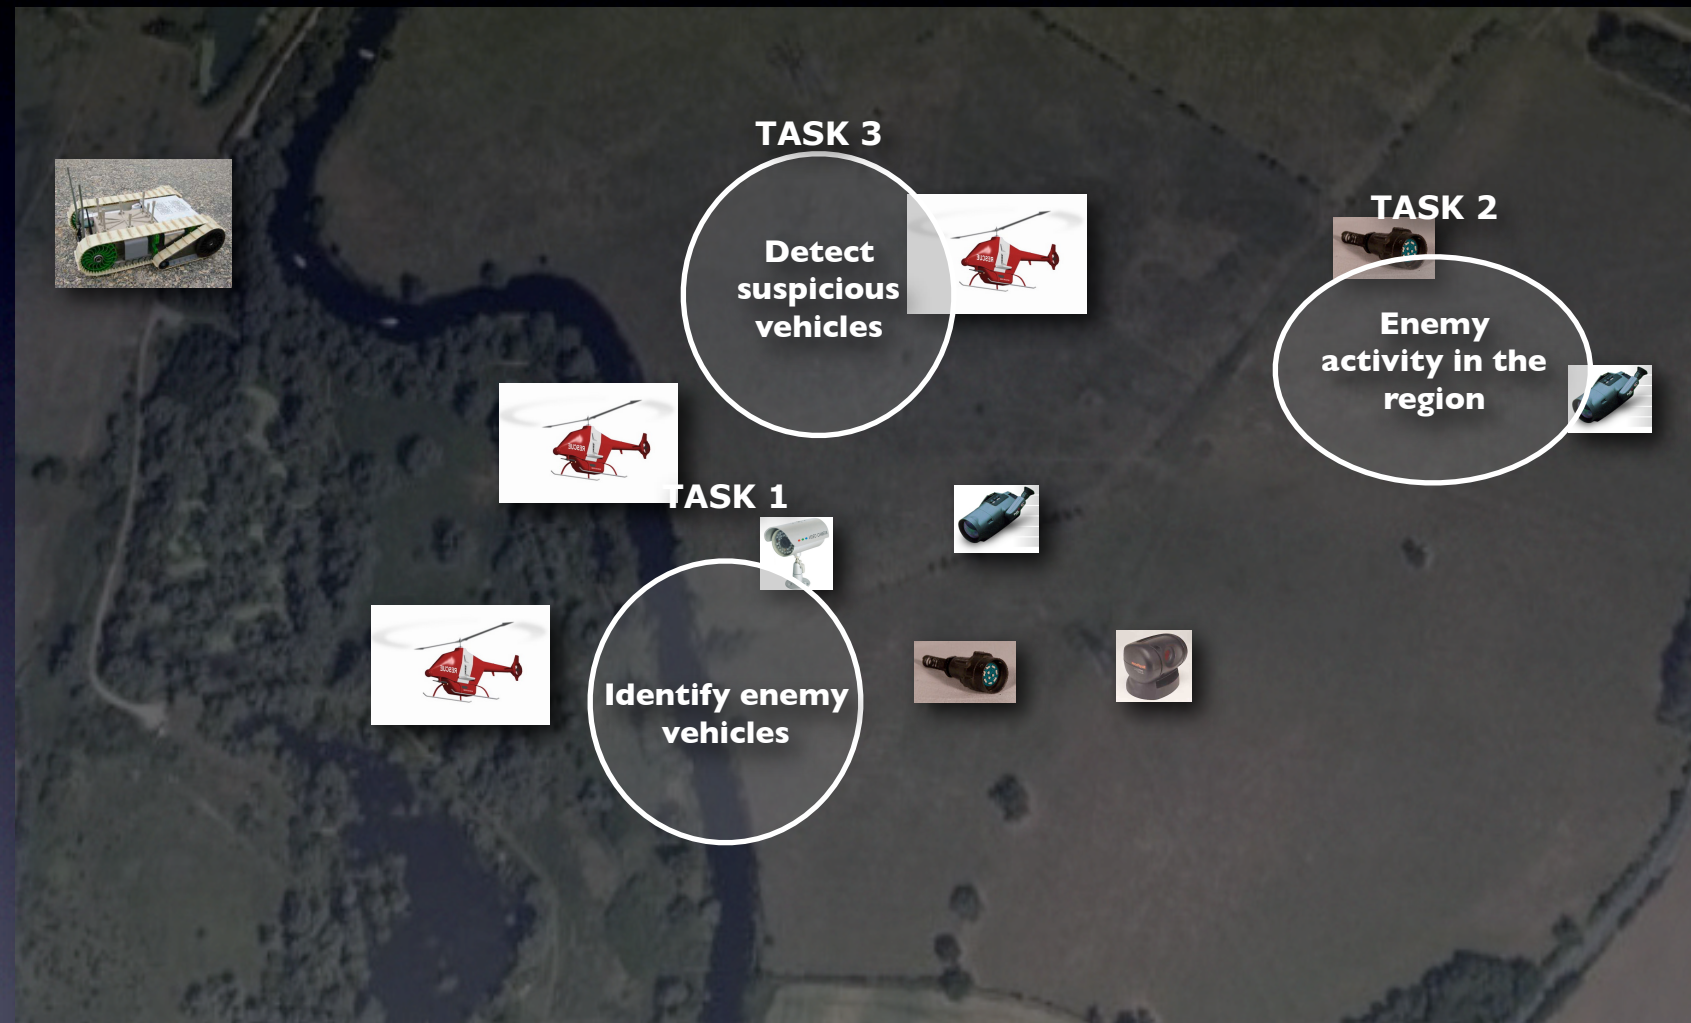 TASK 3
Detect
suspicious
vehicles
TASK 2
Enemy
activity in the
region
TASK 1
Identify enemy
vehicles